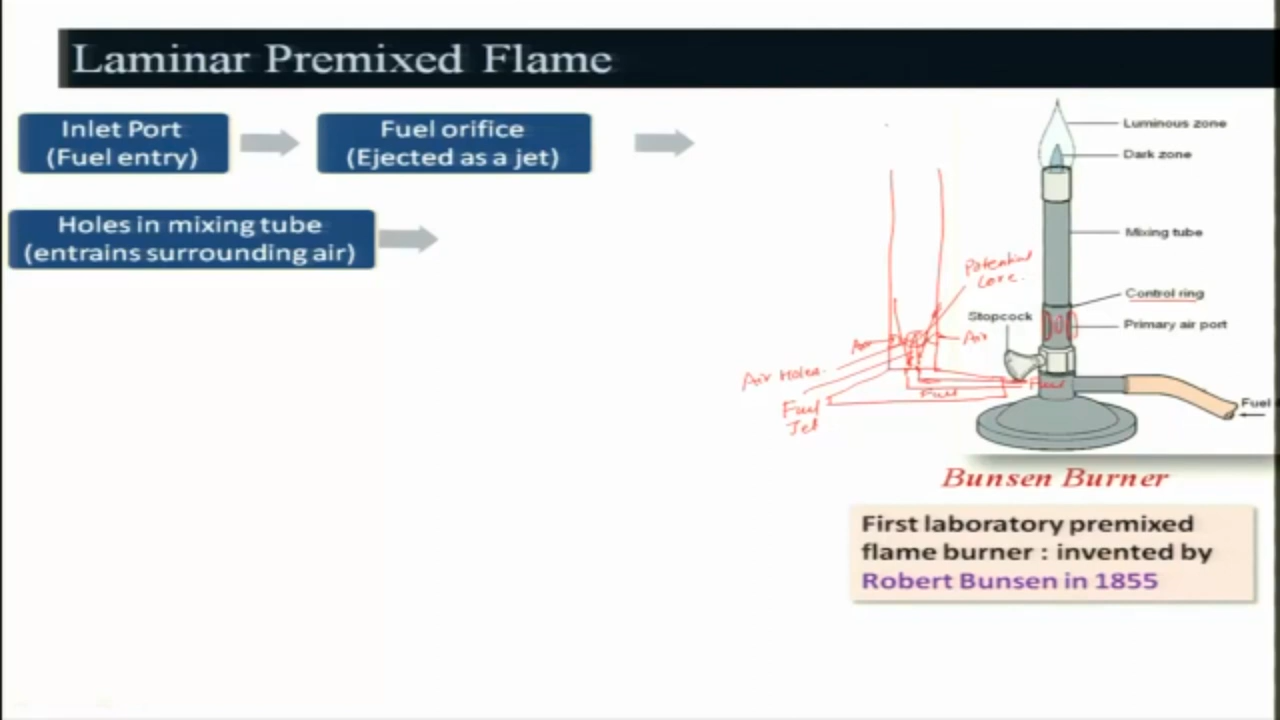 Laminar Premixed Flame
Inlet Port
(Fuel entry)
Fuel orifice
(Ejected as a jet)
Holes in mixing tube
(entrains surrounding air)
Luminous zone
Dark zone
Mixing tube
Control ring
Primary air port
Stopcock
Fuel
Potential
Core.
Air
Air
Air Holes.
Fuel
Jet
Fuel
Fuel
Bunsen Burner
First laboratory premixed
flame burner : invented by
Robert Bunsen in 1855